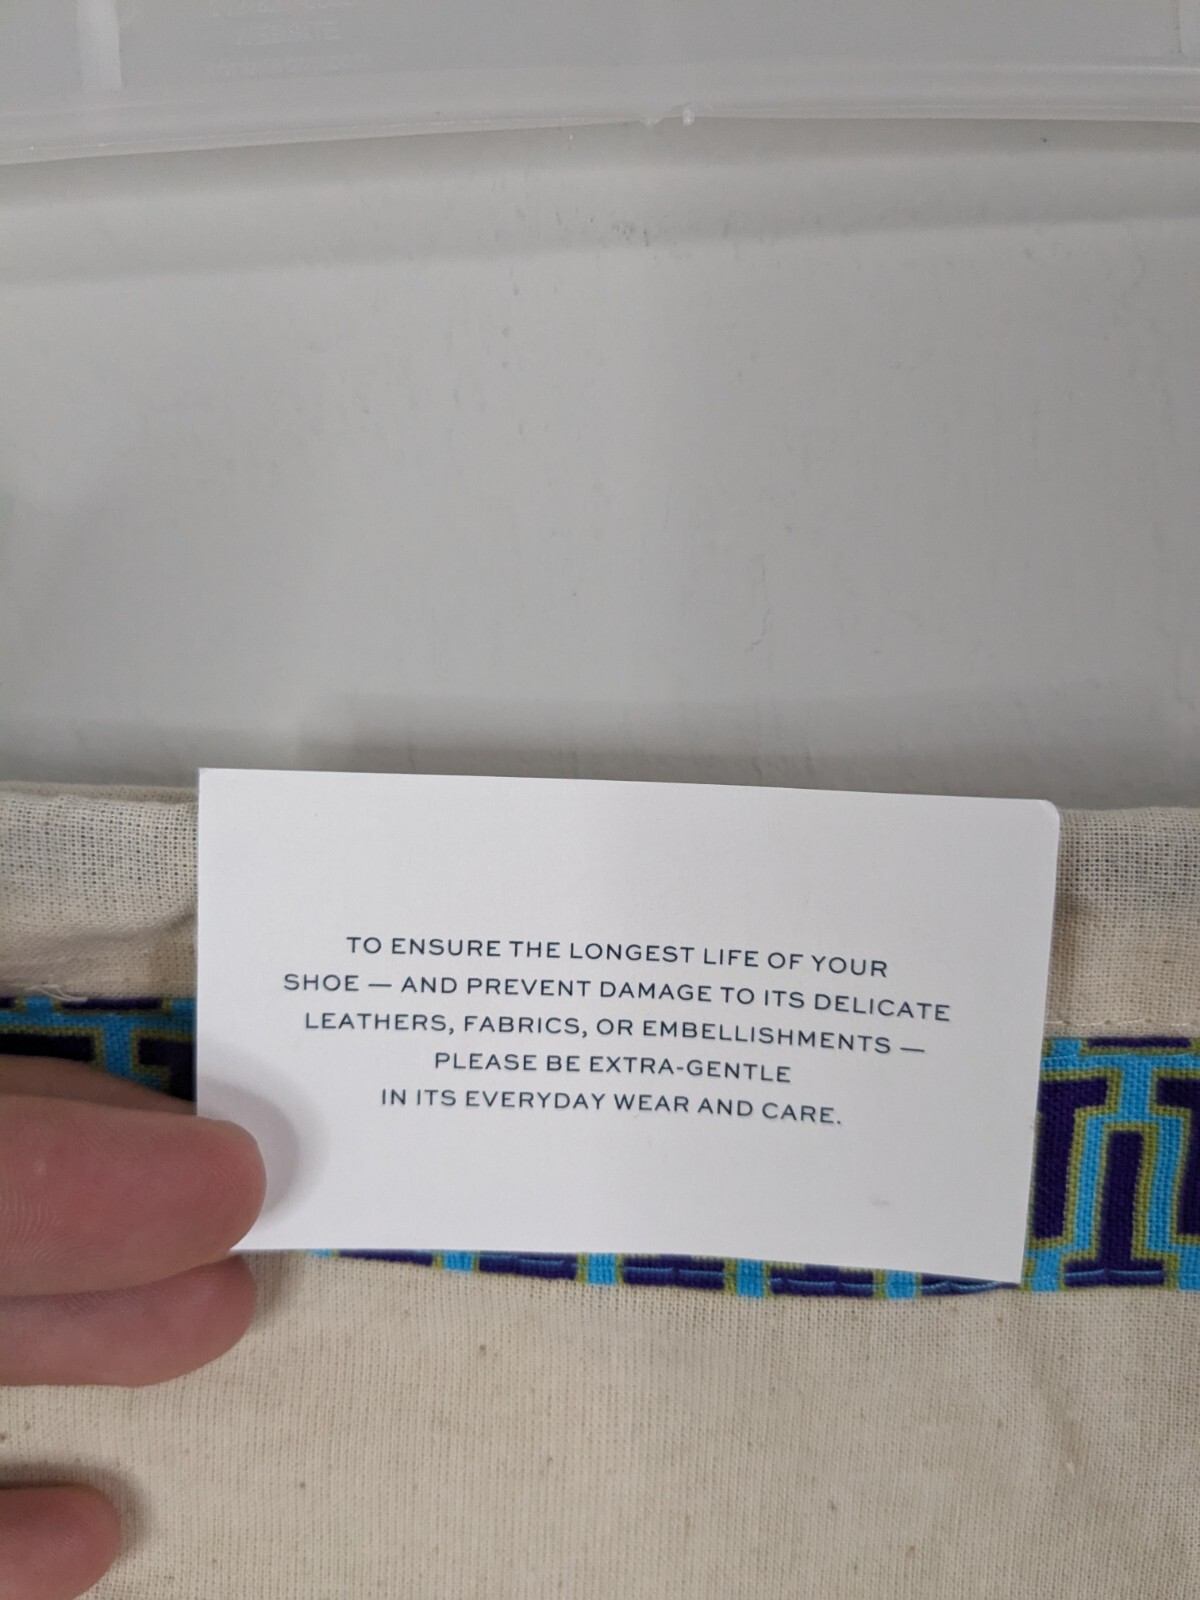 TO ENSURE THE LONGEST LIFE OF YOUR
SHOE — AND PREVENT DAMAGE TO ITS DELICATE
LEATHERS, FABRICS, OR EMBELLISHMENTS —
PLEASE BE EXTRA-GENTLE
IN ITS EVERYDAY WEAR AND CARE.